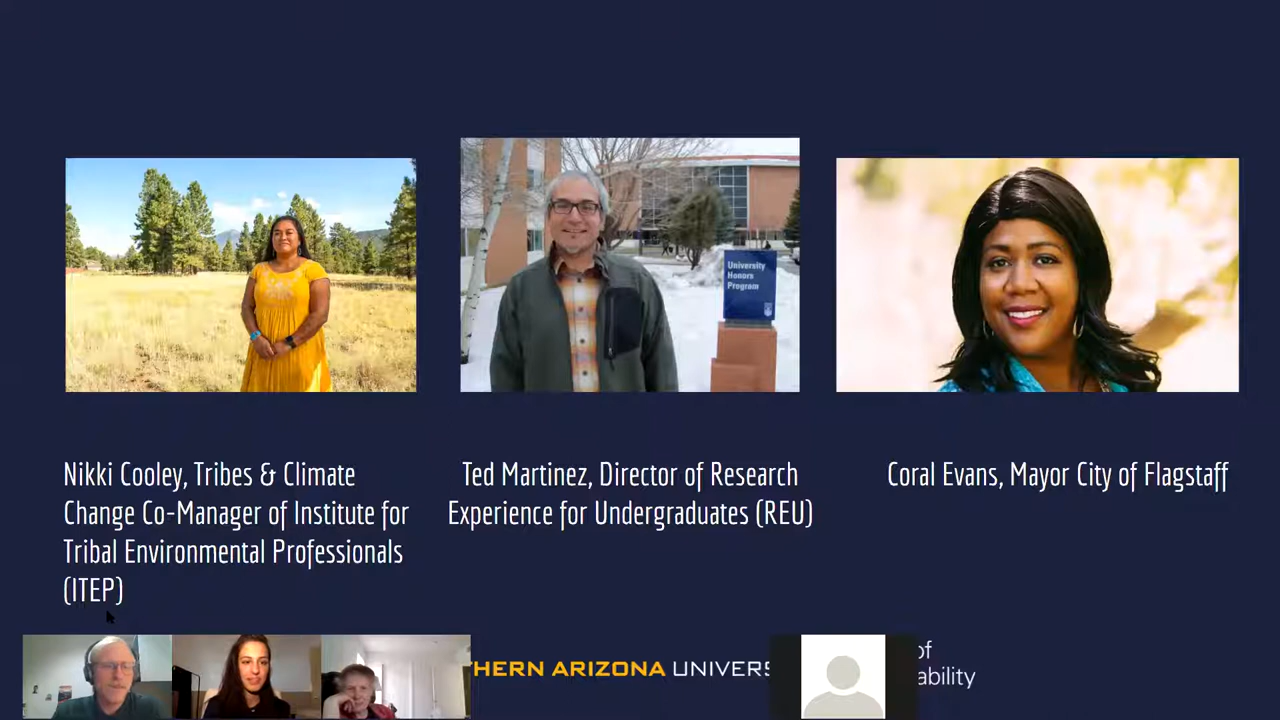 University
Honors
Program
Nikki Cooley, Tribes & Climate
Change Co-Manager of Institute for
Tribal Environmental Professionals
(ITEP)
Ted Martinez, Director of Research
Experience for Undergraduates (REU)
Coral Evans, Mayor City of Flagstaff
THERN ARIZONA UNIVERS
of
ability